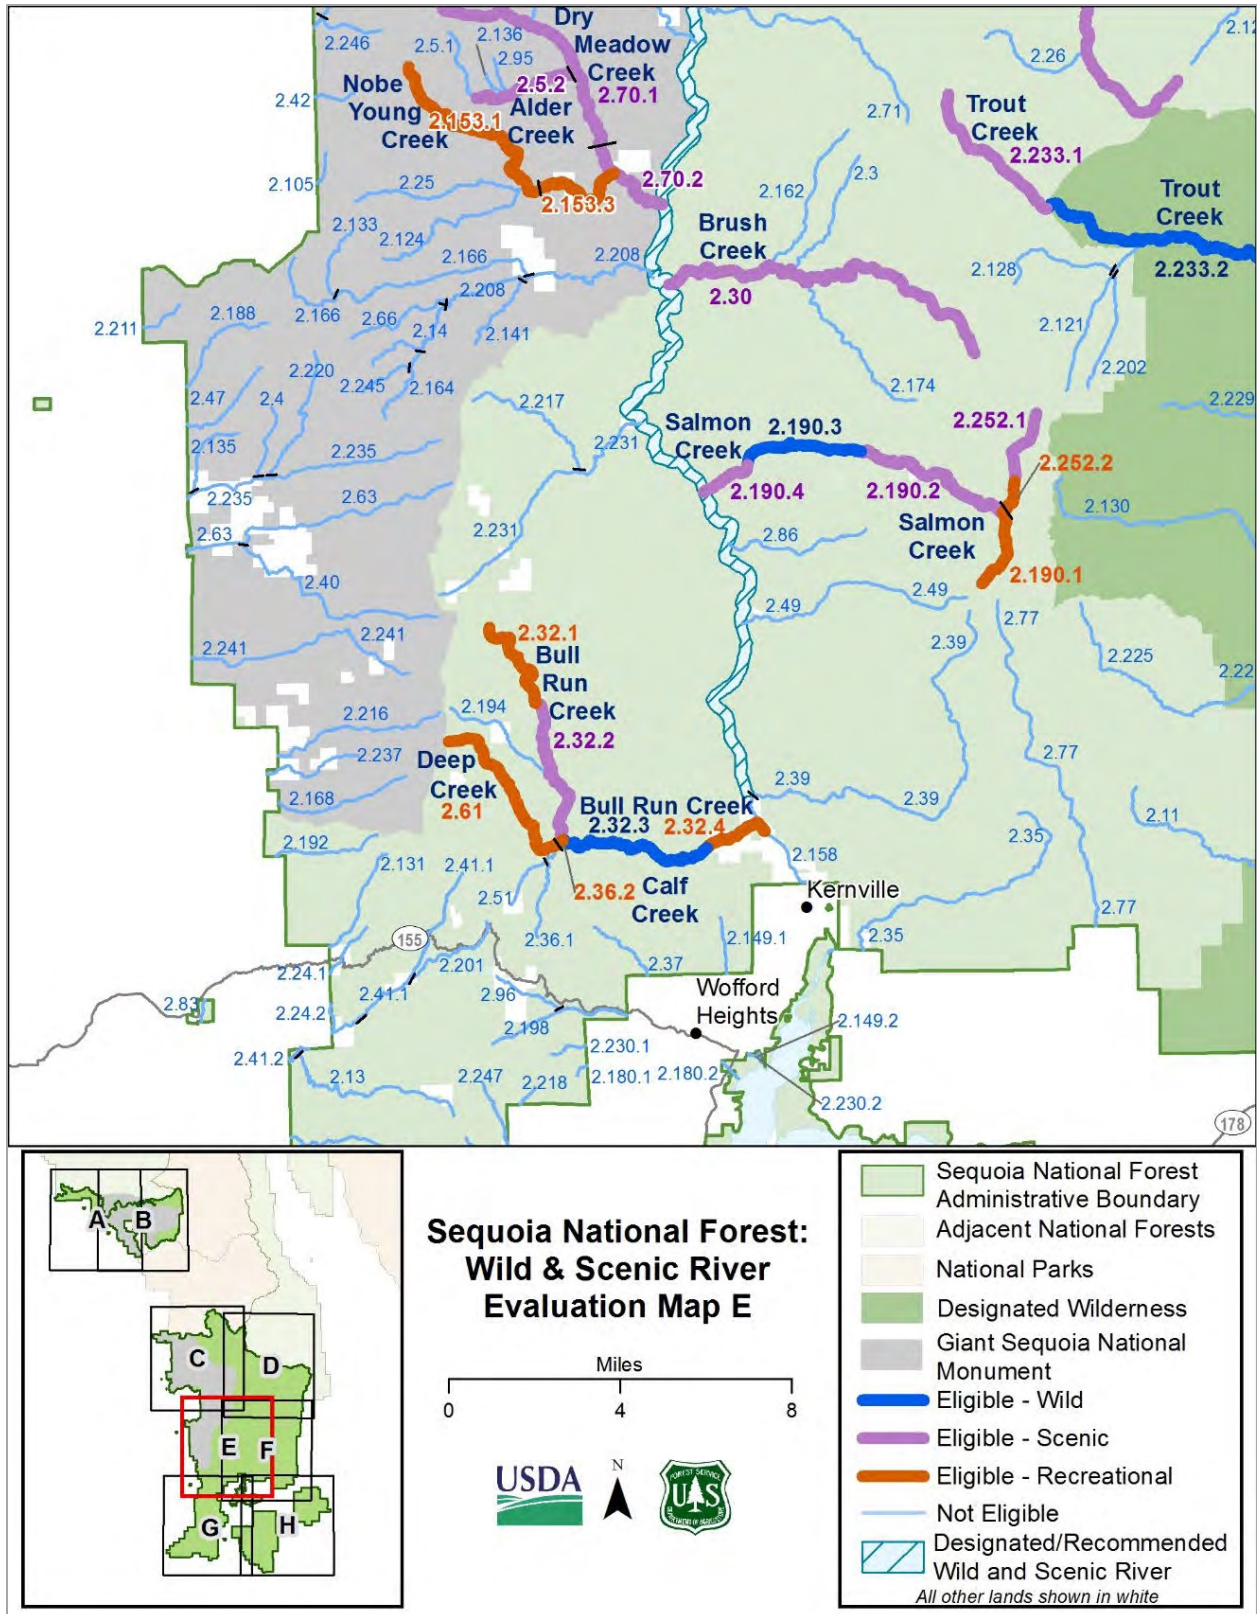 Dry
Meadow
Creek
2.70.1
2.136
2.246
2.5.1
2.95
2.26
2.42
Nobe
Young
Creek
2.5.2
Alder
Creek
2.153.1
2.71
Trout
Creek
2.233.1
2.105
2.25
2.153.3
2.70.2
2.162
2.3
Trout
Creek
2.233.2
2.133
2.124
2.166
2.208
Brush
Creek
2.30
2.128
2.211
2.188
2.166
2.208
2.66
2.14
2.141
2.121
2.202
2.220
2.245
2.164
2.174
2.47
2.4
2.217
2.229
2.135
2.235
2.231
Salmon
Creek
2.190.3
2.252.1
2.252.2
2.235
2.63
2.190.4
2.190.2
2.130
2.63
2.231
2.86
Salmon
Creek
2.40
2.190.1
2.49
2.49
2.77
2.241
2.241
2.32.1
Bull
Run
Creek
2.39
2.225
2.22
2.216
2.194
2.32.2
2.237
Deep
Creek
2.61
2.77
2.168
Bull Run Creek
2.39
2.39
2.11
2.192
2.32.3
2.32.4
2.35
2.131
2.41.1
2.158
2.51
2.36.2
Calf
Creek
Kernville
155
2.36.1
2.149.1
2.35
2.77
2.24.1
2.201
2.37
2.83
2.41.1
2.96
Wofford
Heights
2.24.2
2.198
2.149.2
2.41.2
2.230.1
2.13
2.247
2.218
2.180.1
2.180.2
2.230.2
178
A
B
C
D
E
F
G
H
Sequoia National Forest:
Wild & Scenic River
Evaluation Map E
Miles
0 4 8
USDA
N
FOREST SERVICE
US
DEPARTMENT OF AGRICULTURE
Sequoia National Forest
Administrative Boundary
Adjacent National Forests
National Parks
Designated Wilderness
Giant Sequoia National
Monument
Eligible - Wild
Eligible - Scenic
Eligible - Recreational
Not Eligible
Designated/Recommended
Wild and Scenic River
All other lands shown in white